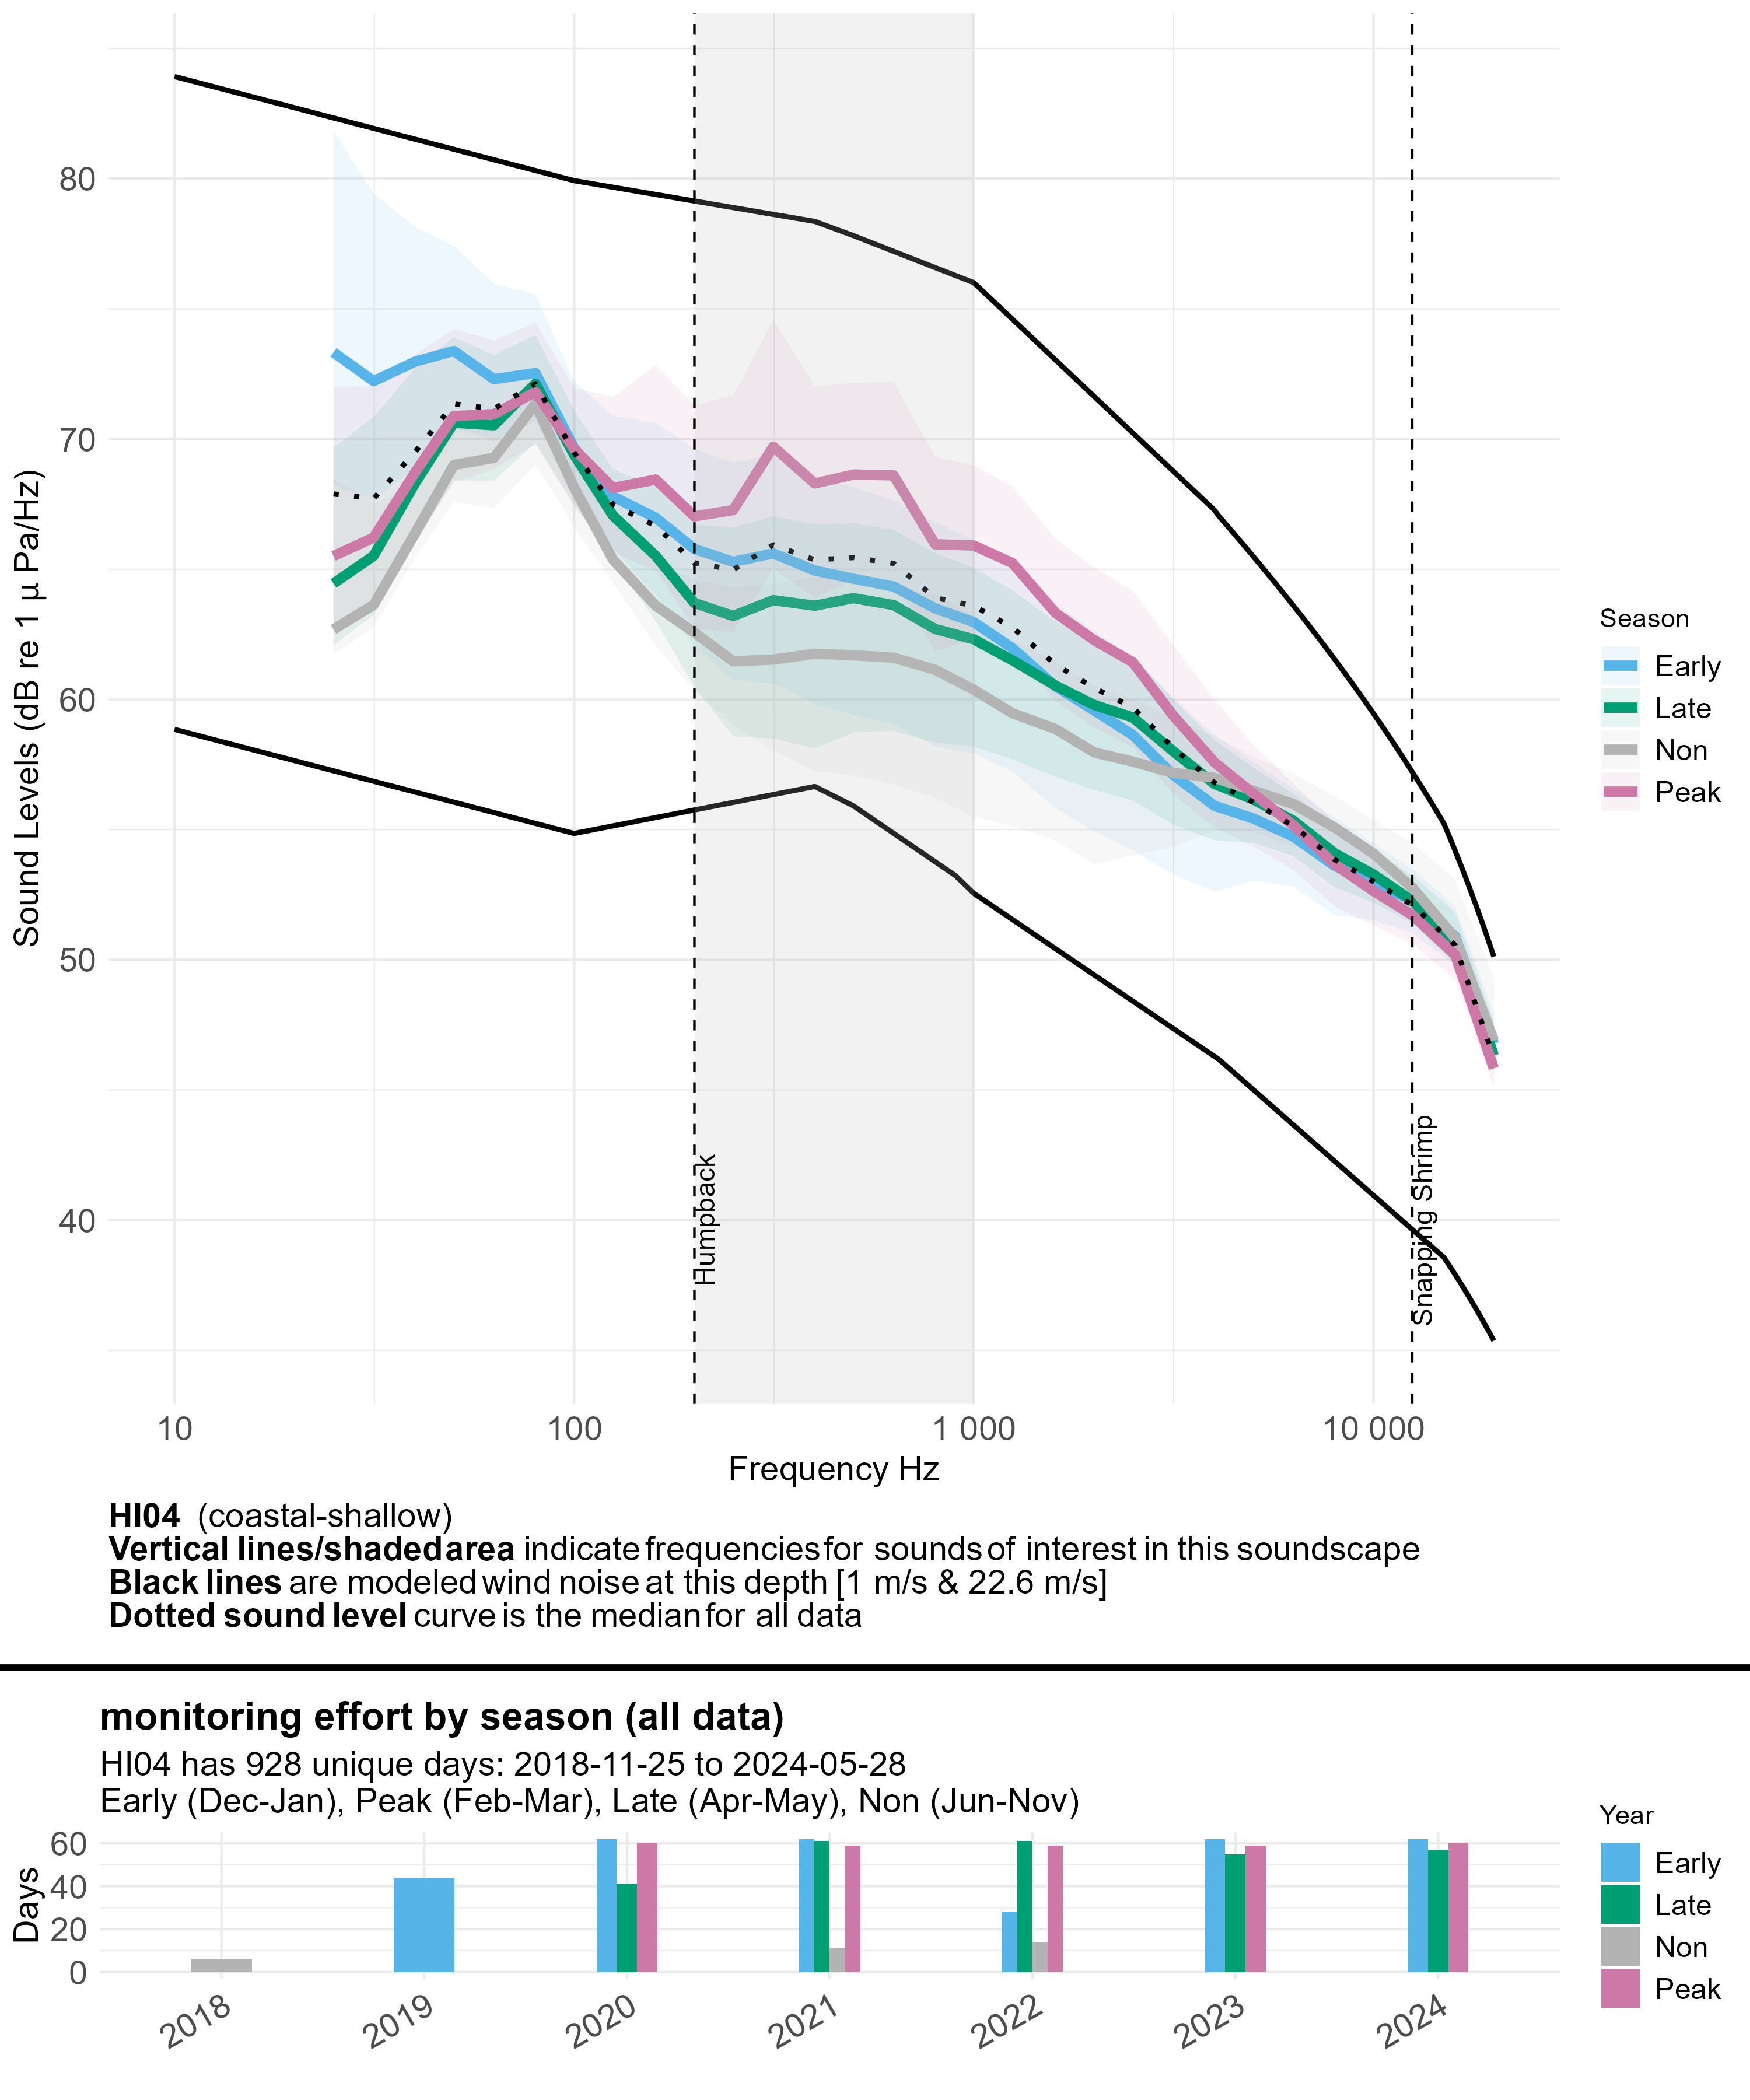 80
70
60
50
40
Sound Levels (dB re 1 µ Pa/Hz)
Humpback
Snapping Shrimp
10
100
1 000
10 000
Frequency Hz
Season
Early
Late
Non
Peak
HI04 (coastal-shallow)
Vertical lines/shaded area indicate frequencies for sounds of interest in this soundscape
Black lines are modeled wind noise at this depth [1 m/s & 22.6 m/s]
Dotted sound level curve is the median for all data
monitoring effort by season (all data)
HI04 has 928 unique days: 2018-11-25 to 2024-05-28
Early (Dec-Jan), Peak (Feb-Mar), Late (Apr-May), Non (Jun-Nov)
60
40
20
0
Days
2018
2019
2020
2021
2022
2023
2024
Year
Early
Late
Non
Peak